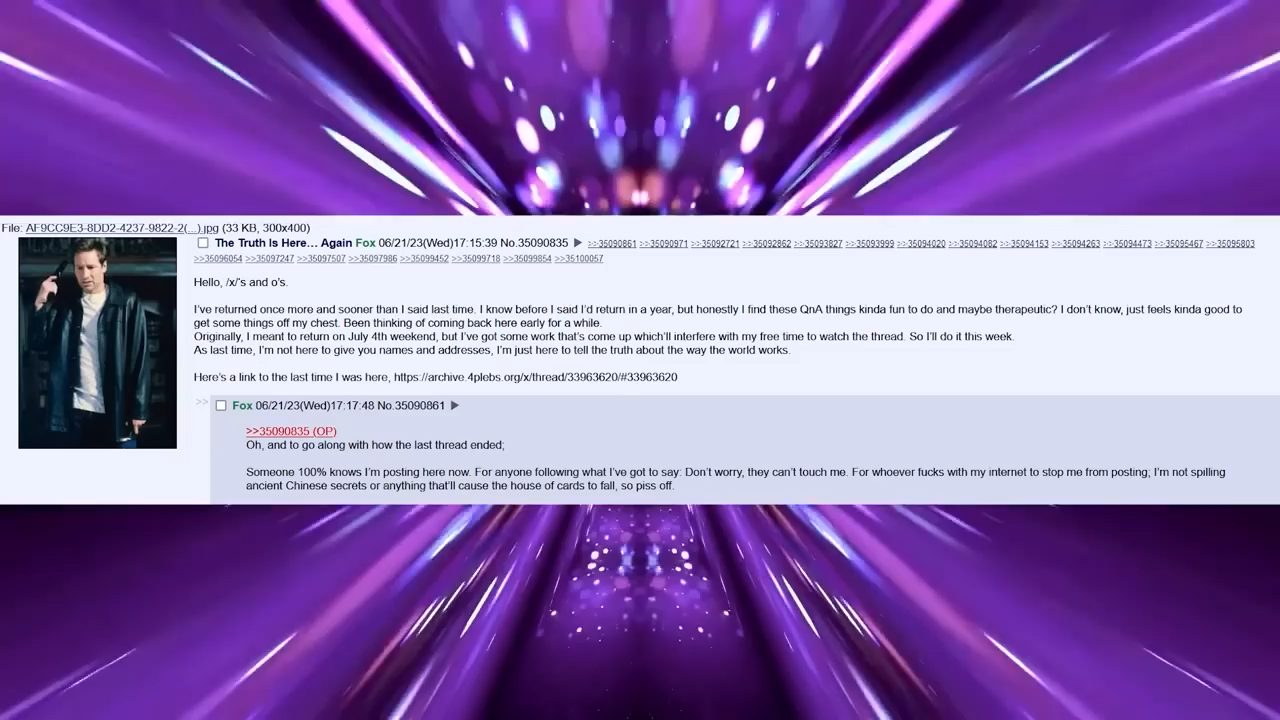 File: AF9CC9E3-8DD2-4237-9822-2(...).jpg (33 KB, 300x400)
The Truth Is Here... Again Fox 06/21/23(Wed)17:15:39 No.35090835 ▶ >>35090861 >>35090971 >>35092721 >>35092862 >>35093827 >>35093999 >>35094020 >>35094082 >>35094153 >>35094263 >>35094473 >>35095467 >>35095803
>>35096054 >>35097247 >>35097507 >>35097986 >>35099452 >>35099718 >>35099854 >>35100057
Hello, /x/'s and o's.
I've returned once more and sooner than I said last time. I know before I said I'd return in a year, but honestly I find these QnA things kinda fun to do and maybe therapeutic? I don't know, just feels kinda good to
get some things off my chest. Been thinking of coming back here early for a while.
Originally, I meant to return on July 4th weekend, but I've got some work that's come up which'll interfere with my free time to watch the thread. So I'll do it this week.
As last time, I'm not here to give you names and addresses, I'm just here to tell the truth about the way the world works.
Here's a link to the last time I was here, https://archive.4plebs.org/x/thread/33963620/#33963620
>> Fox 06/21/23(Wed)17:17:48 No.35090861 ▶
>>35090835 (OP)
Oh, and to go along with how the last thread ended;
Someone 100% knows I'm posting here now. For anyone following what I've got to say: Don't worry, they can't touch me. For whoever fucks with my internet to stop me from posting; I'm not spilling
ancient Chinese secrets or anything that'll cause the house of cards to fall, so piss off.